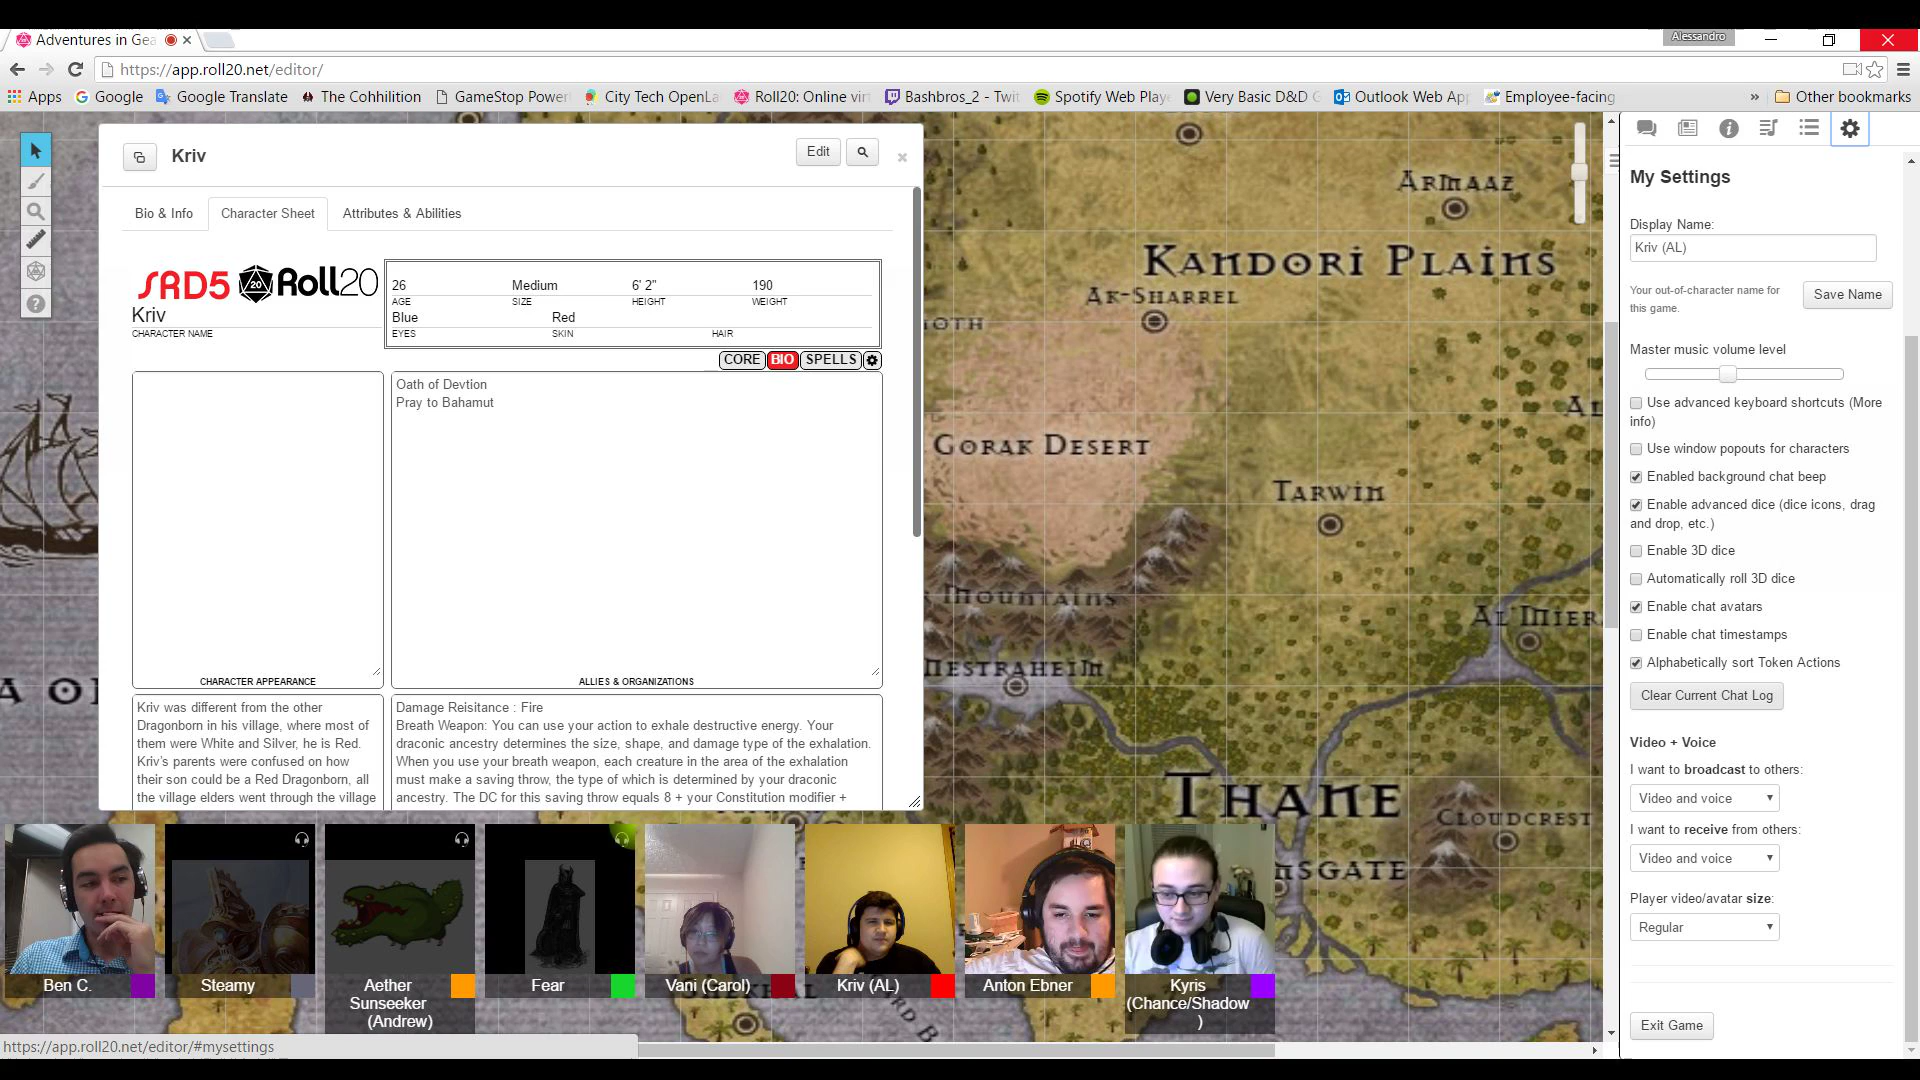 Adventures in Gea
Alessandro
https://app.roll20.net/editor/
Apps
Google
Google Translate
The Cohhilition
GameStop Power
City Tech OpenLa
Roll20: Online virt
Bashbros_2 - Twit
Spotify Web Playe
Very Basic D&D G
Outlook Web App
Employee-facing
»
Other bookmarks
Kriv
Edit
Bio & Info
Character Sheet
Attributes & Abilities
SRD5
20
Roll20
Kriv
CHARACTER NAME
26 Medium 6' 2" 190
AGE SIZE HEIGHT WEIGHT
Blue Red
EYES SKIN HAIR
CORE BIO SPELLS
CHARACTER APPEARANCE
Oath of Devtion
Pray to Bahamut
ALLIES & ORGANIZATIONS
Kriv was different from the other
Dragonborn in his village, where most of
them were White and Silver, he is Red.
Kriv's parents were confused on how
their son could be a Red Dragonborn, all
the village elders went through the village
Damage Reisitance : Fire
Breath Weapon: You can use your action to exhale destructive energy. Your
draconic ancestry determines the size, shape, and damage type of the exhalation.
When you use your breath weapon, each creature in the area of the exhalation
must make a saving throw, the type of which is determined by your draconic
ancestry. The DC for this saving throw equals 8 + your Constitution modifier +
Armaaz
Kandori Plains
Ak-Sharrel
oth
Al
Gorak Desert
Tarwin
Mountains
Al'Mier
Nestraheim
Thane
Cloudcrest
nsgate
ard B
My Settings
Display Name:
Kriv (AL)
Your out-of-character name for
this game.
Save Name
Master music volume level
Use advanced keyboard shortcuts (More
info)
Use window popouts for characters
Enabled background chat beep
Enable advanced dice (dice icons, drag
and drop, etc.)
Enable 3D dice
Automatically roll 3D dice
Enable chat avatars
Enable chat timestamps
Alphabetically sort Token Actions
Clear Current Chat Log
Video + Voice
I want to broadcast to others:
Video and voice
I want to receive from others:
Video and voice
Player video/avatar size:
Regular
Exit Game
Ben C.
Steamy
Aether
Sunseeker
(Andrew)
Fear
Vani (Carol)
Kriv (AL)
Anton Ebner
Kyris
(Chance/Shadow
)
https://app.roll20.net/editor/#mysettings